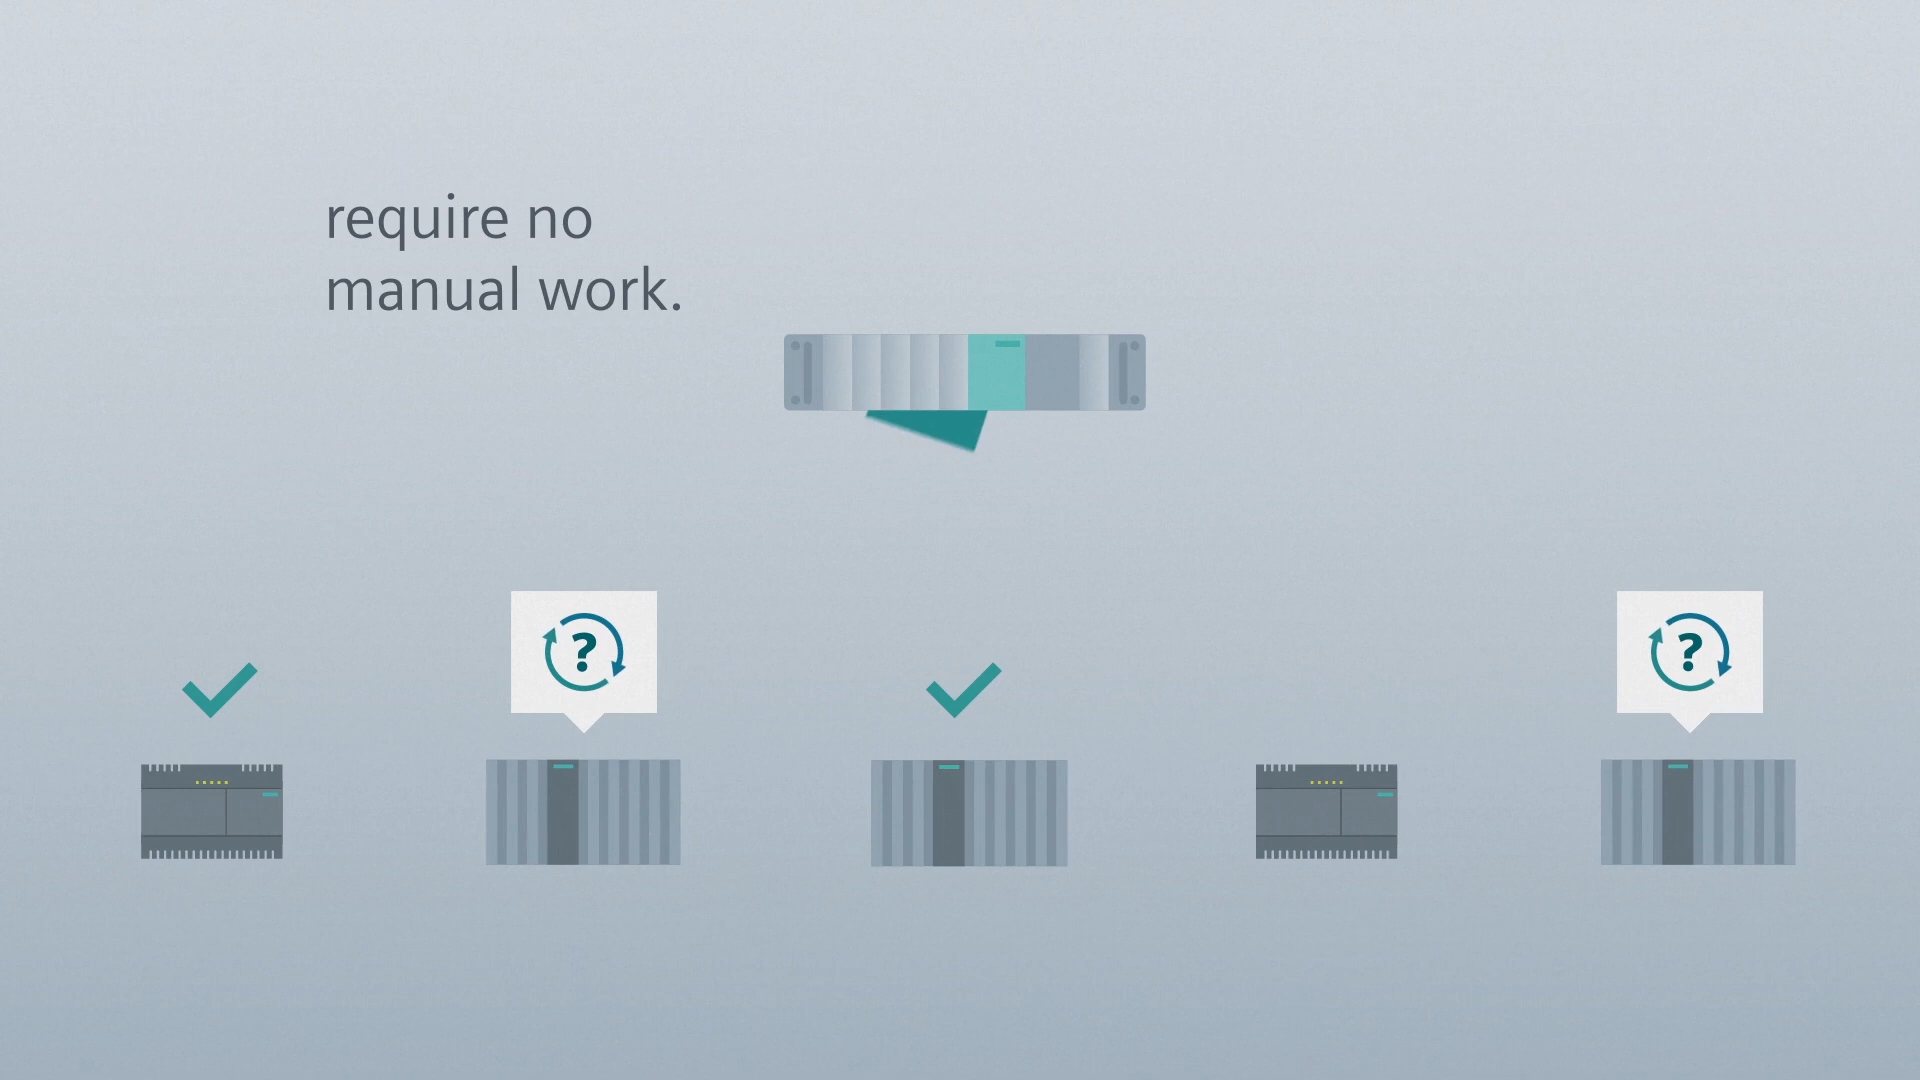 require no
manual work.
?
?